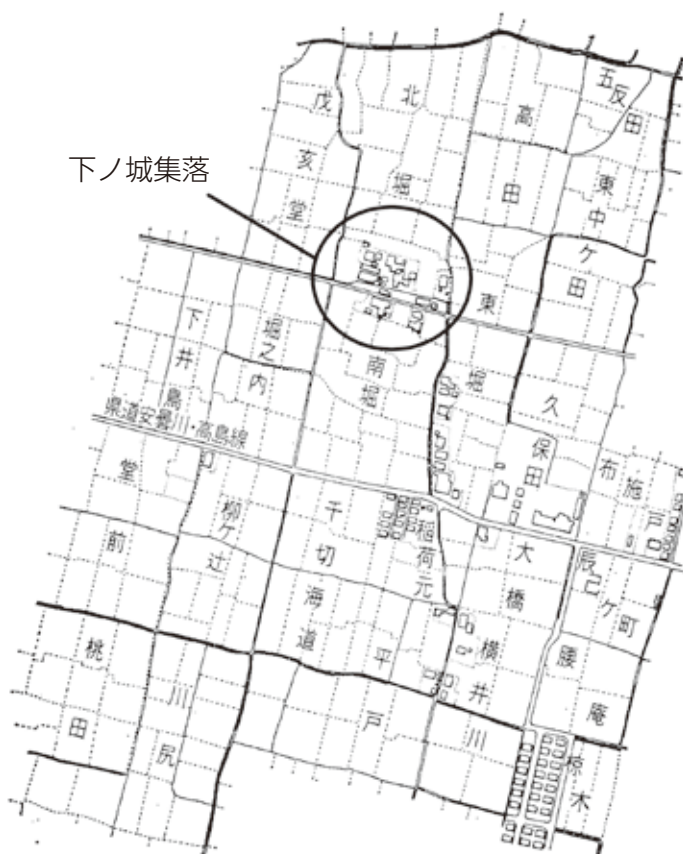 下ノ城集落
戊亥堂
北堀
高田
五反田
東中
ケ田
下井
堀之内
南堀
東堀
久保田
県道安曇川・高島線
布施戸
堂前
柳ケ辻
千切
稲荷元
大橋
辰巳ケ町
海道平
横井
腰庵
桃田
川尻
戸川
椋木